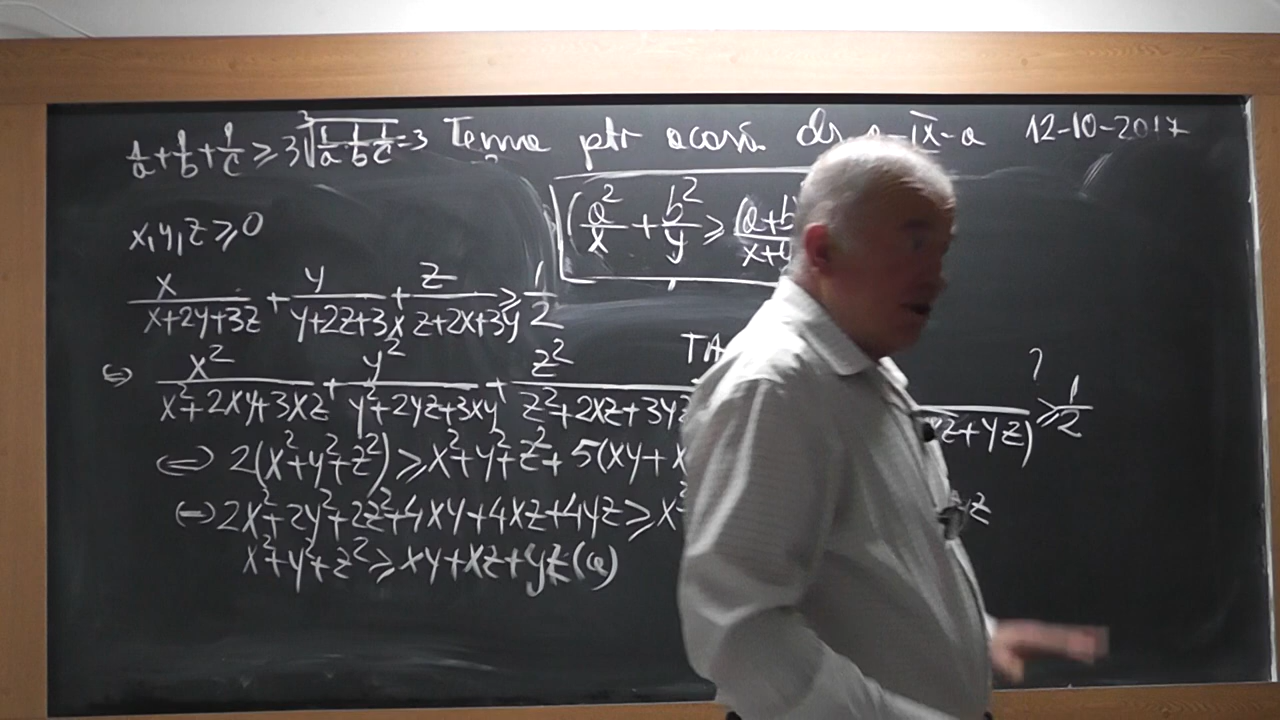 1/a + 1/b + 1/c ≥ 3∛(1/a · 1/b · 1/c) = 3 Tema ptr acasă IX-a 12-10-2017
(a²/x + b²/y ≥ (a+b
x,y,z ≥ 0
x/(x+2y+3z) + y/(y+2z+3x) + z/(z+2x+3y) ≥ 1/2
TA
⇔ x²/(x²+2xy+3xz) + y²/(y²+2yz+3xy) + z²/(z²+2xz+3yz xz+yz) ≥? 1/2
⇔ 2(x²+y²+z²) ≥ x²+y²+z²+5(xy+x
⇔ 2x²+2y²+2z²+4xy+4xz+4yz ≥ x² yz
x²+y²+z² ≥ xy+xz+yz (a)